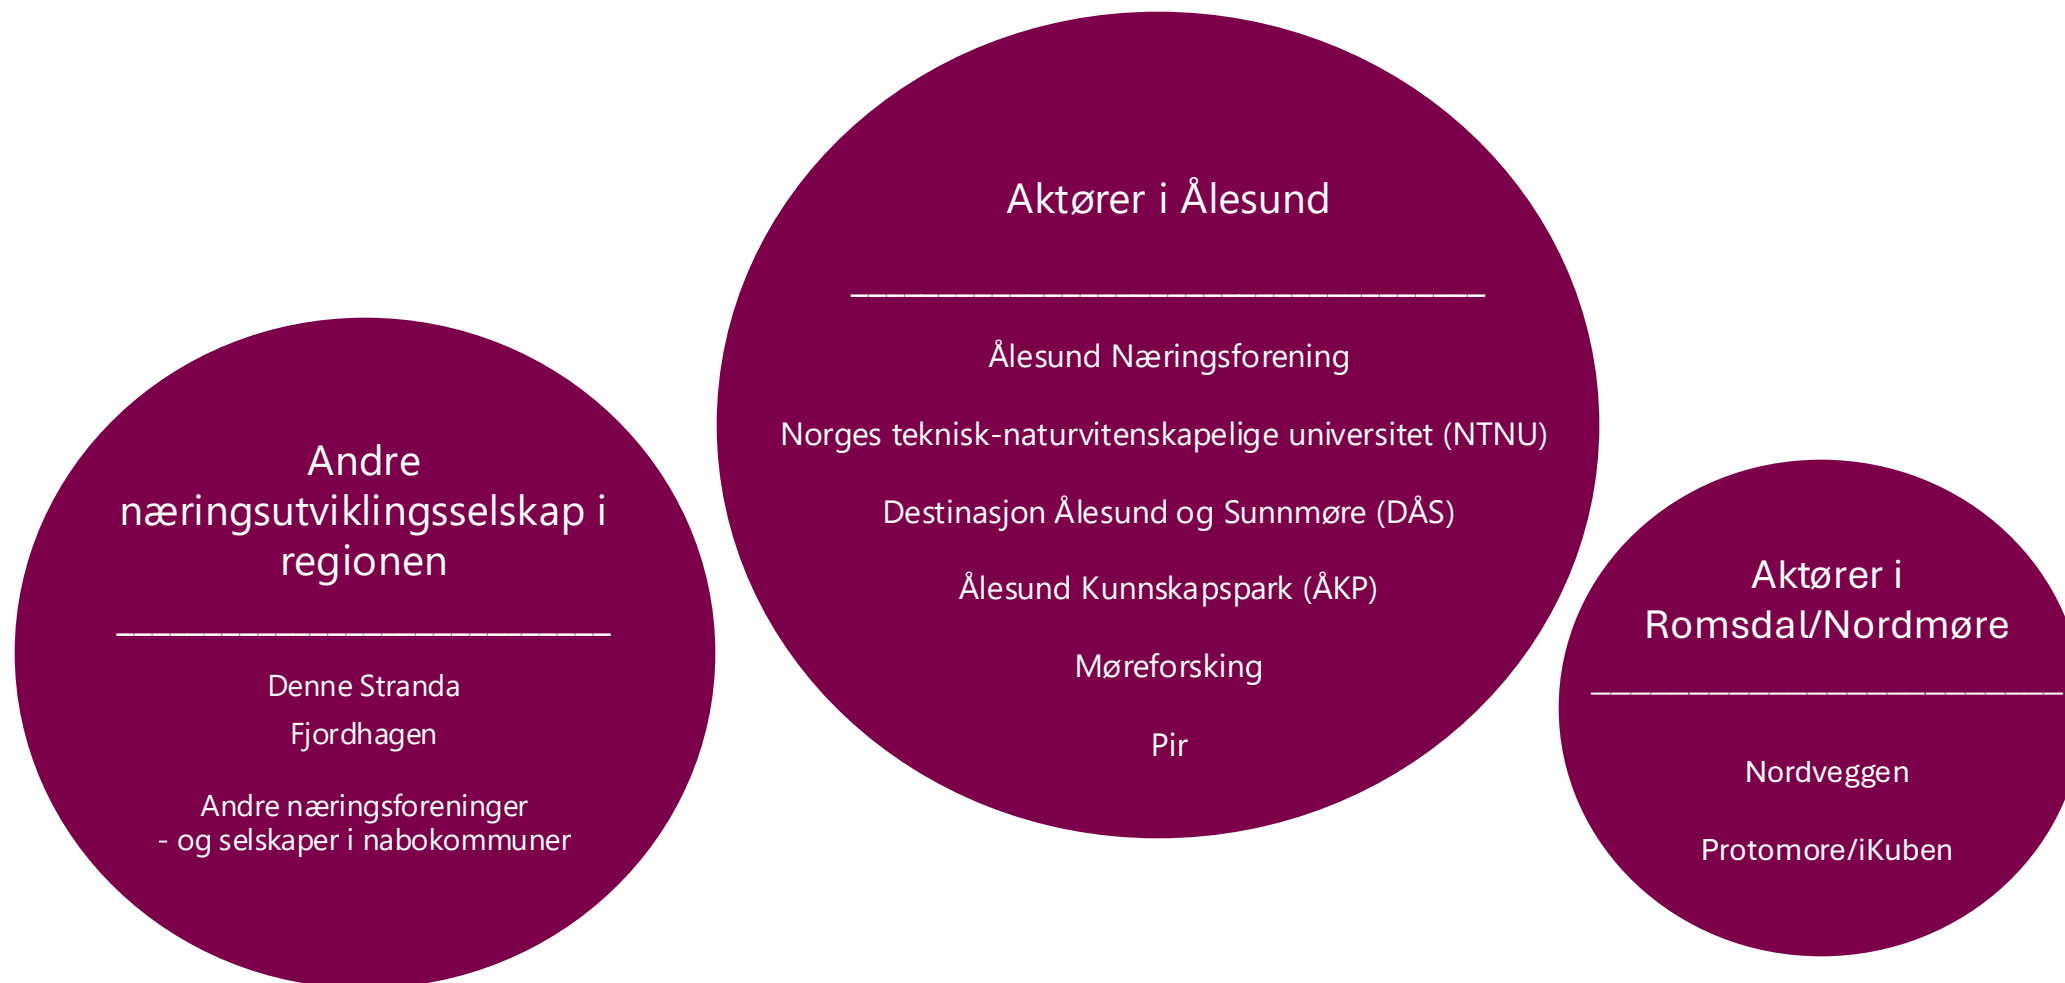 Andre
næringsutviklingsselskap i
regionen
Denne Stranda
Fjordhagen
Andre næringsforeninger
- og selskaper i nabokommuner
Aktører i Ålesund
Ålesund Næringsforening
Norges teknisk-naturvitenskapelige universitet (NTNU)
Destinasjon Ålesund og Sunnmøre (DÅS)
Ålesund Kunnskapspark (ÅKP)
Møreforsking
Pir
Aktører i
Romsdal/Nordmøre
Nordveggen
Protomore/iKuben